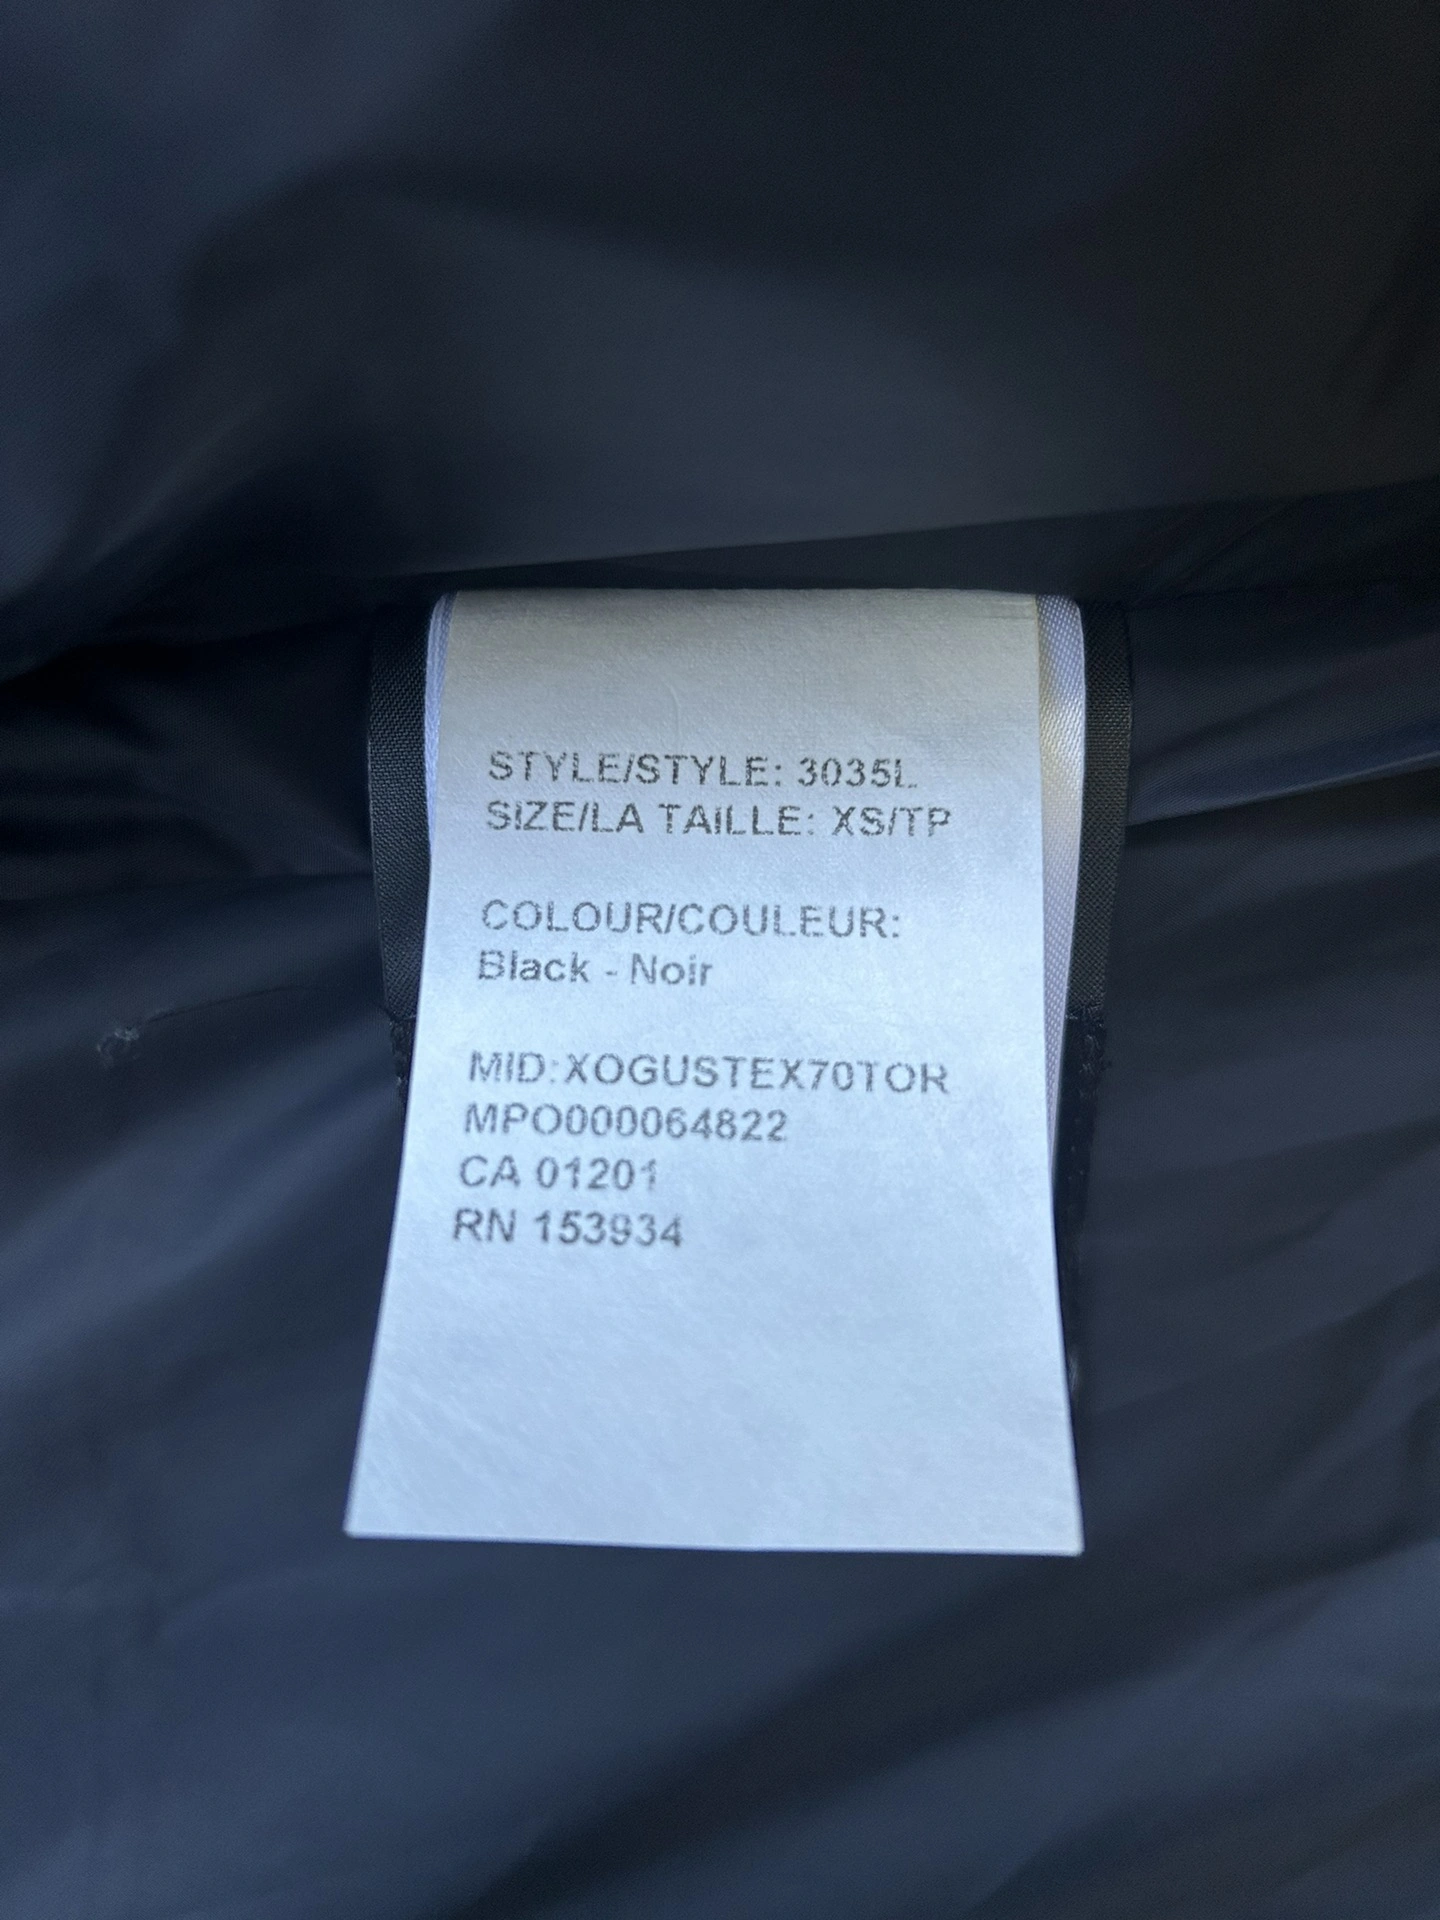 STYLE/STYLE: 3035L
SIZE/LA TAILLE: XS/TP
COLOUR/COULEUR:
Black - Noir
MID:XOGUSTEX70TOR
MPO000064822
CA 01201
RN 153934